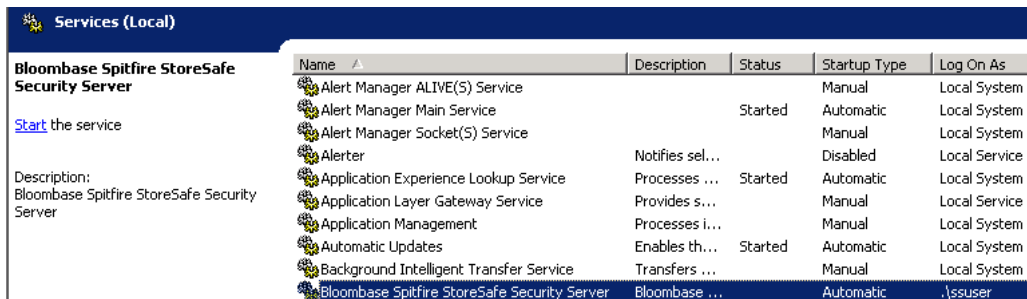 Services (Local)
Bloombase Spitfire StoreSafe
Security Server
Start the service
Description:
Bloombase Spitfire StoreSafe Security
Server
Name Description Status Startup Type Log On As
Alert Manager ALIVE(S) Service Manual Local System
Alert Manager Main Service Started Automatic Local System
Alert Manager Socket(S) Service Manual Local System
Alerter Notifies sel... Disabled Local Service
Application Experience Lookup Service Processes ... Started Automatic Local System
Application Layer Gateway Service Provides s... Manual Local Service
Application Management Processes i... Manual Local System
Automatic Updates Enables th... Started Automatic Local System
Background Intelligent Transfer Service Transfers ... Manual Local System
Bloombase Spitfire StoreSafe Security Server Bloombase ... Automatic .\ssuser